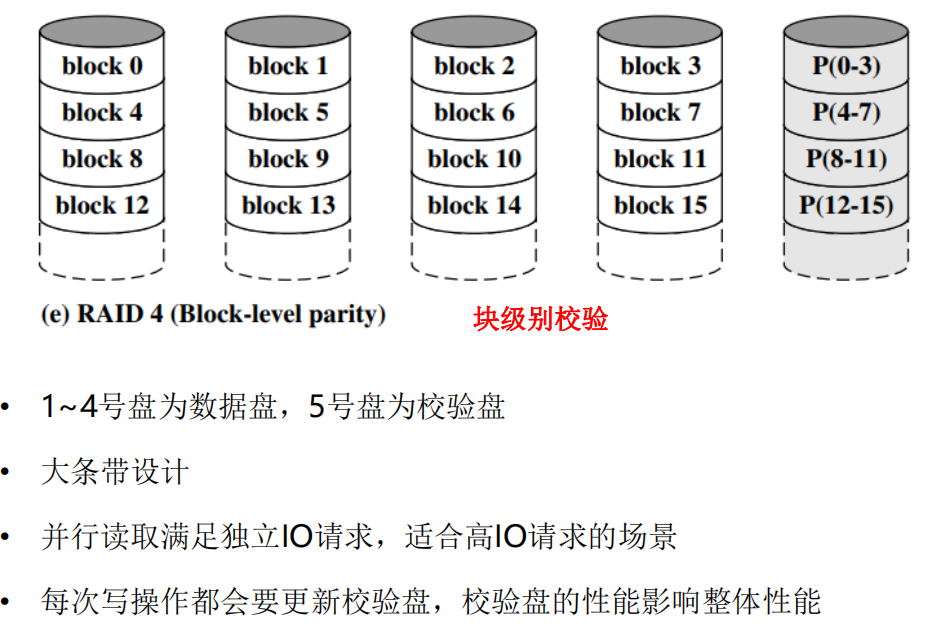 block 0 block 1 block 2 block 3 P(0-3)
block 4 block 5 block 6 block 7 P(4-7)
block 8 block 9 block 10 block 11 P(8-11)
block 12 block 13 block 14 block 15 P(12-15)
(e) RAID 4 (Block-level parity) 块级别校验
• 1~4号盘为数据盘，5号盘为校验盘
• 大条带设计
• 并行读取满足独立IO请求，适合高IO请求的场景
• 每次写操作都会要更新校验盘，校验盘的性能影响整体性能